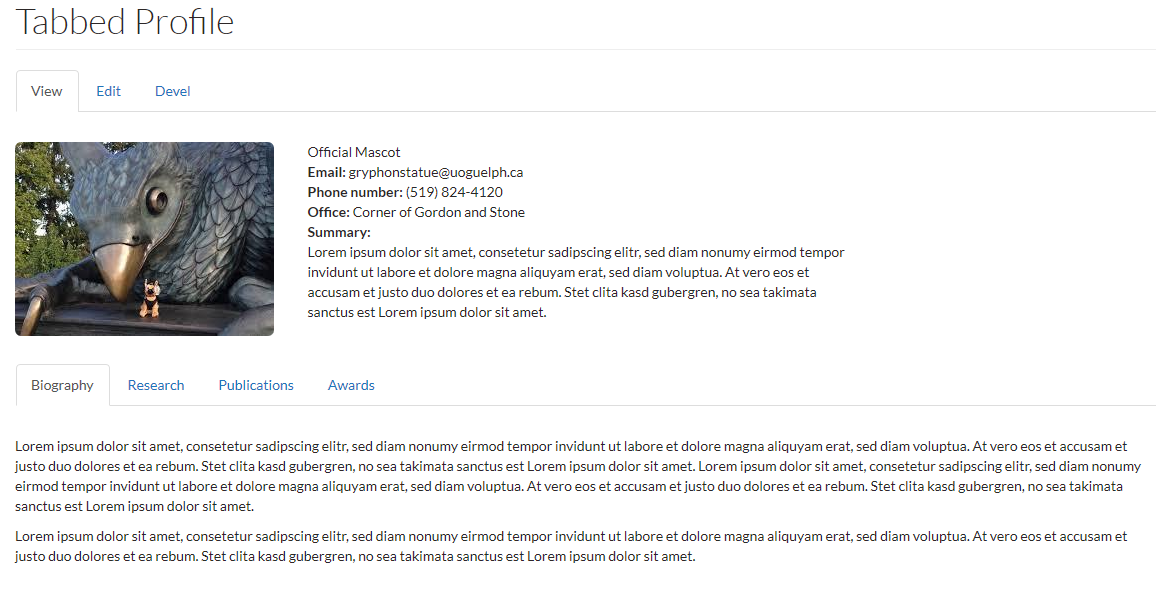 Tabbed Profile
View Edit Devel
Official Mascot
Email: gryphonstatue@uoguelph.ca
Phone number: (519) 824-4120
Office: Corner of Gordon and Stone
Summary:
Lorem ipsum dolor sit amet, consetetur sadipscing elitr, sed diam nonumy eirmod tempor
invidunt ut labore et dolore magna aliquyam erat, sed diam voluptua. At vero eos et
accusam et justo duo dolores et ea rebum. Stet clita kasd gubergren, no sea takimata
sanctus est Lorem ipsum dolor sit amet.
Biography Research Publications Awards
Lorem ipsum dolor sit amet, consetetur sadipscing elitr, sed diam nonumy eirmod tempor invidunt ut labore et dolore magna aliquyam erat, sed diam voluptua. At vero eos et accusam et
justo duo dolores et ea rebum. Stet clita kasd gubergren, no sea takimata sanctus est Lorem ipsum dolor sit amet. Lorem ipsum dolor sit amet, consetetur sadipscing elitr, sed diam nonumy
eirmod tempor invidunt ut labore et dolore magna aliquyam erat, sed diam voluptua. At vero eos et accusam et justo duo dolores et ea rebum. Stet clita kasd gubergren, no sea takimata
sanctus est Lorem ipsum dolor sit amet.
Lorem ipsum dolor sit amet, consetetur sadipscing elitr, sed diam nonumy eirmod tempor invidunt ut labore et dolore magna aliquyam erat, sed diam voluptua. At vero eos et accusam et
justo duo dolores et ea rebum. Stet clita kasd gubergren, no sea takimata sanctus est Lorem ipsum dolor sit amet.